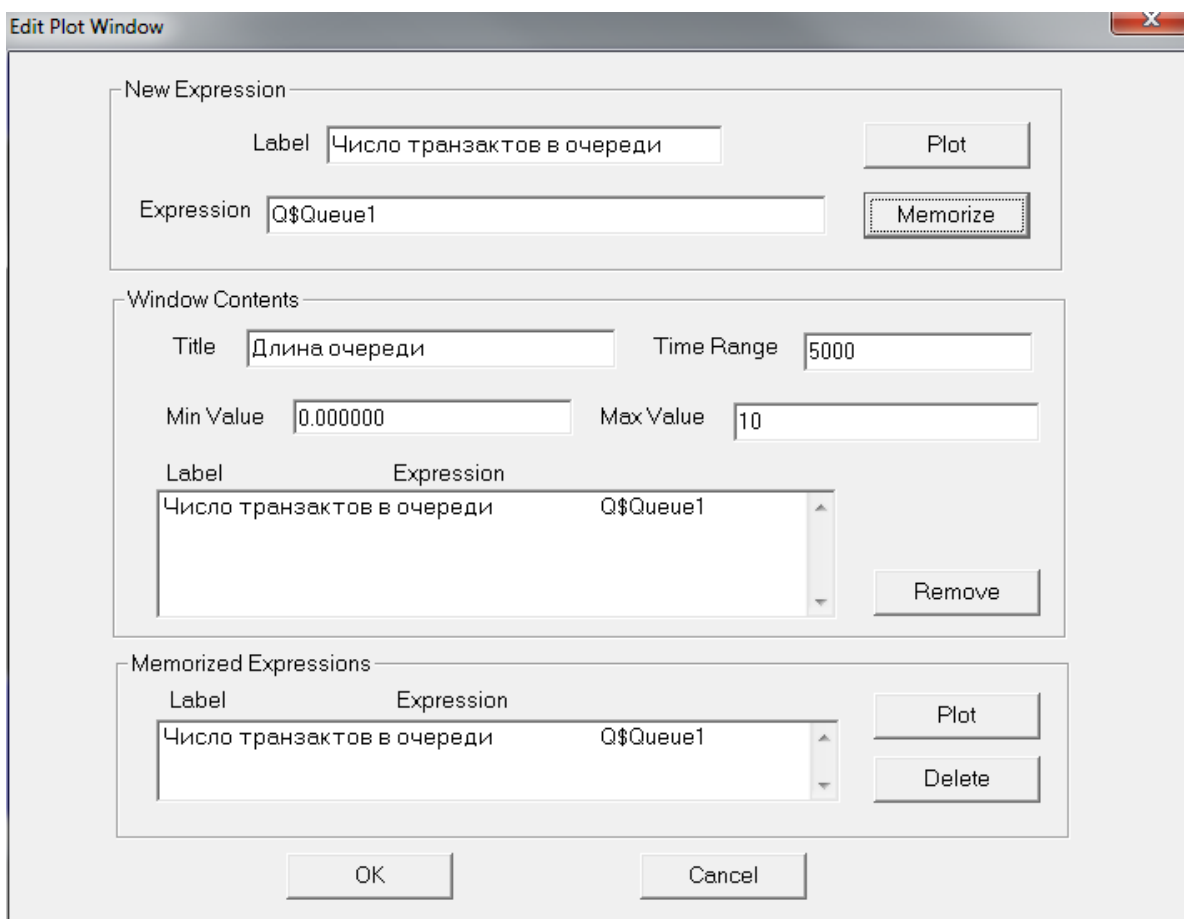 Edit Plot Window
New Expression
Label Число транзактов в очереди Plot
Expression Q$Queue1 Memorize
Window Contents
Title Длина очереди Time Range 5000
Min Value 0.000000 Max Value 10
Label Expression
Число транзактов в очереди Q$Queue1
Remove
Memorized Expressions
Label Expression
Plot
Число транзактов в очереди Q$Queue1
Delete
OK Cancel